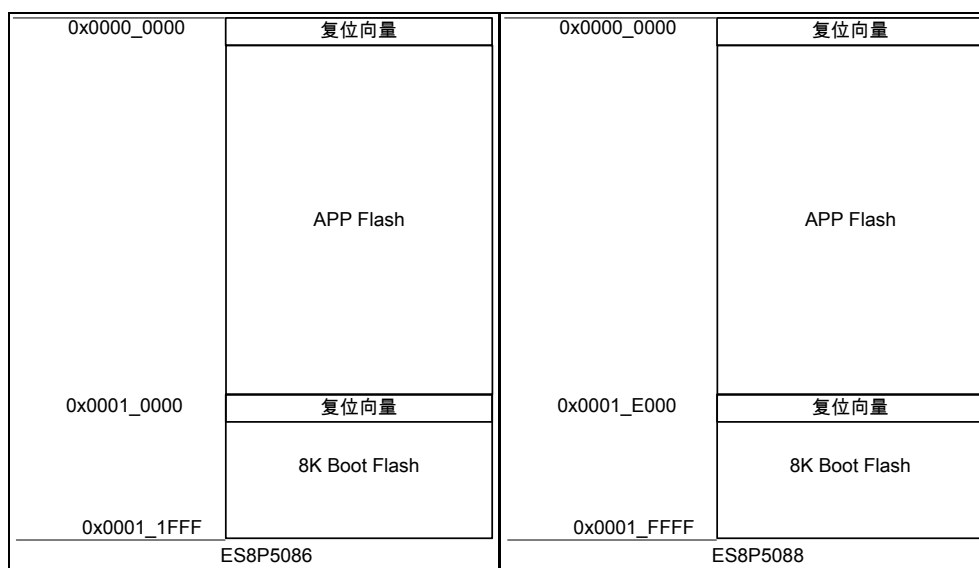 0x0000_0000
复位向量
APP Flash
0x0001_0000
复位向量
8K Boot Flash
0x0001_1FFF
ES8P5086
0x0000_0000
复位向量
APP Flash
0x0001_E000
复位向量
8K Boot Flash
0x0001_FFFF
ES8P5088